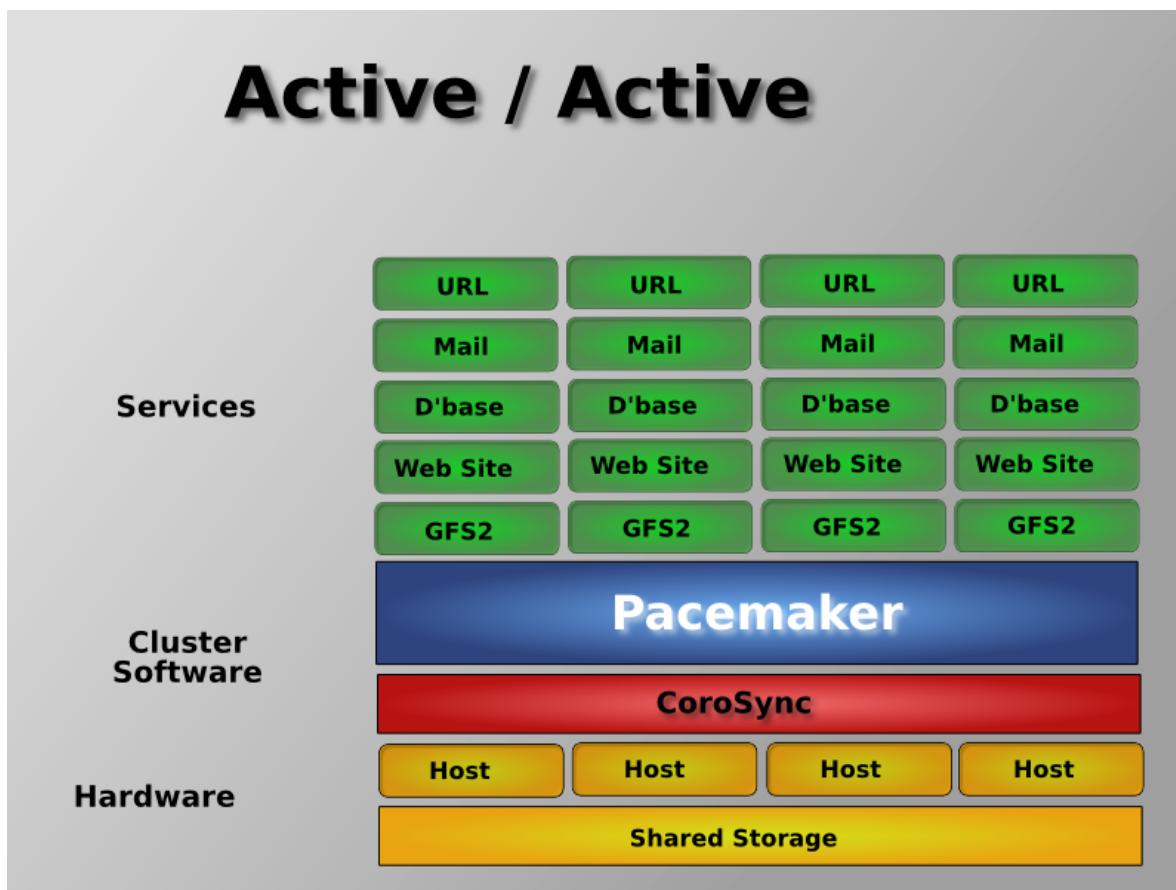 Active / Active
URL URL URL URL
Mail Mail Mail Mail
Services
D'base D'base D'base D'base
Web Site Web Site Web Site Web Site
GFS2 GFS2 GFS2 GFS2
Pacemaker
Cluster
Software
CoroSync
Host Host Host Host
Hardware
Shared Storage